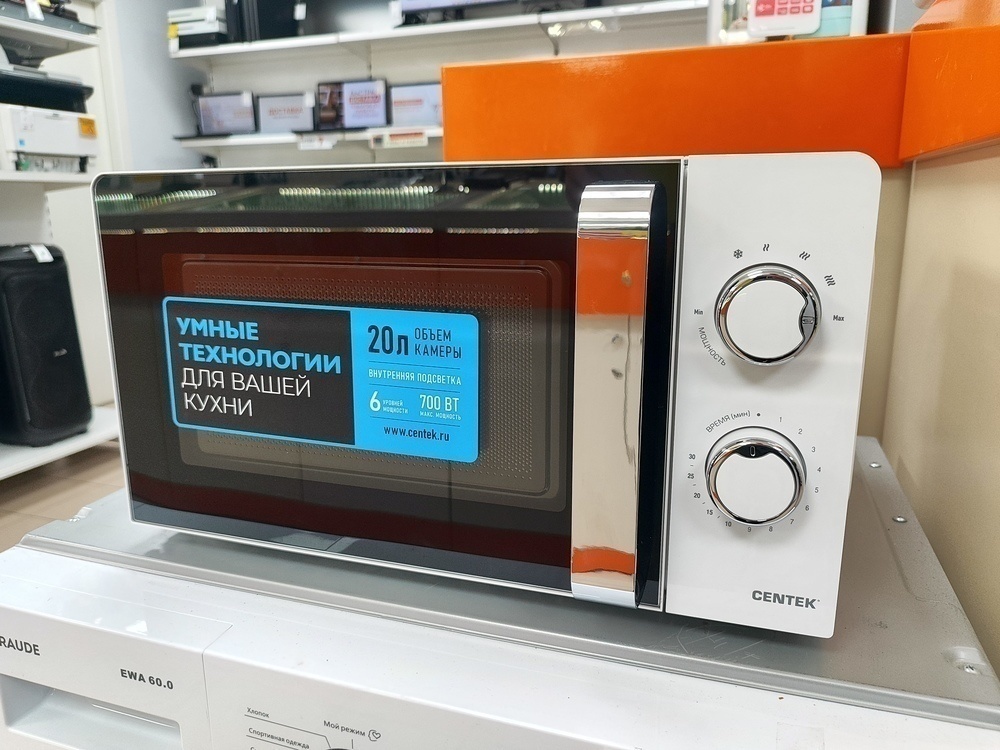 УМНЫЕ
ТЕХНОЛОГИИ
ДЛЯ ВАШЕЙ
КУХНИ
20л ОБЪЕМ
КАМЕРЫ
ВНУТРЕННЯЯ ПОДСВЕТКА
6 УРОВНЕЙ
МОЩНОСТИ
700 ВТ
МАКС. МОЩНОСТЬ
www.centek.ru
Min
Max
МОЩНОСТЬ
ВРЕМЯ (мин)
1
2
3
4
5
6
7
8
9
10
15
20
25
30
0
CENTEK
RAUDE
EWA 60.0
Хлопок
Мой режим
Спортивная одежда